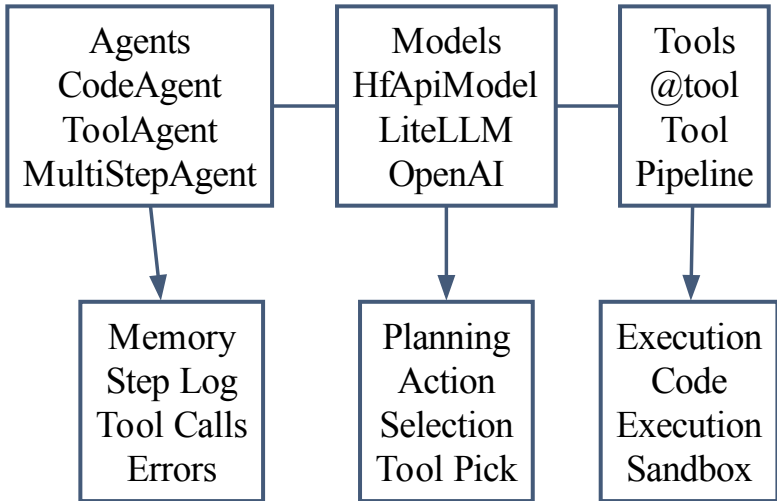 Agents
CodeAgent
ToolAgent
MultiStepAgent
Models
HfApiModel
LiteLLM
OpenAI
Tools
@tool
Tool
Pipeline
Memory
Step Log
Tool Calls
Errors
Planning
Action
Selection
Tool Pick
Execution
Code
Execution
Sandbox